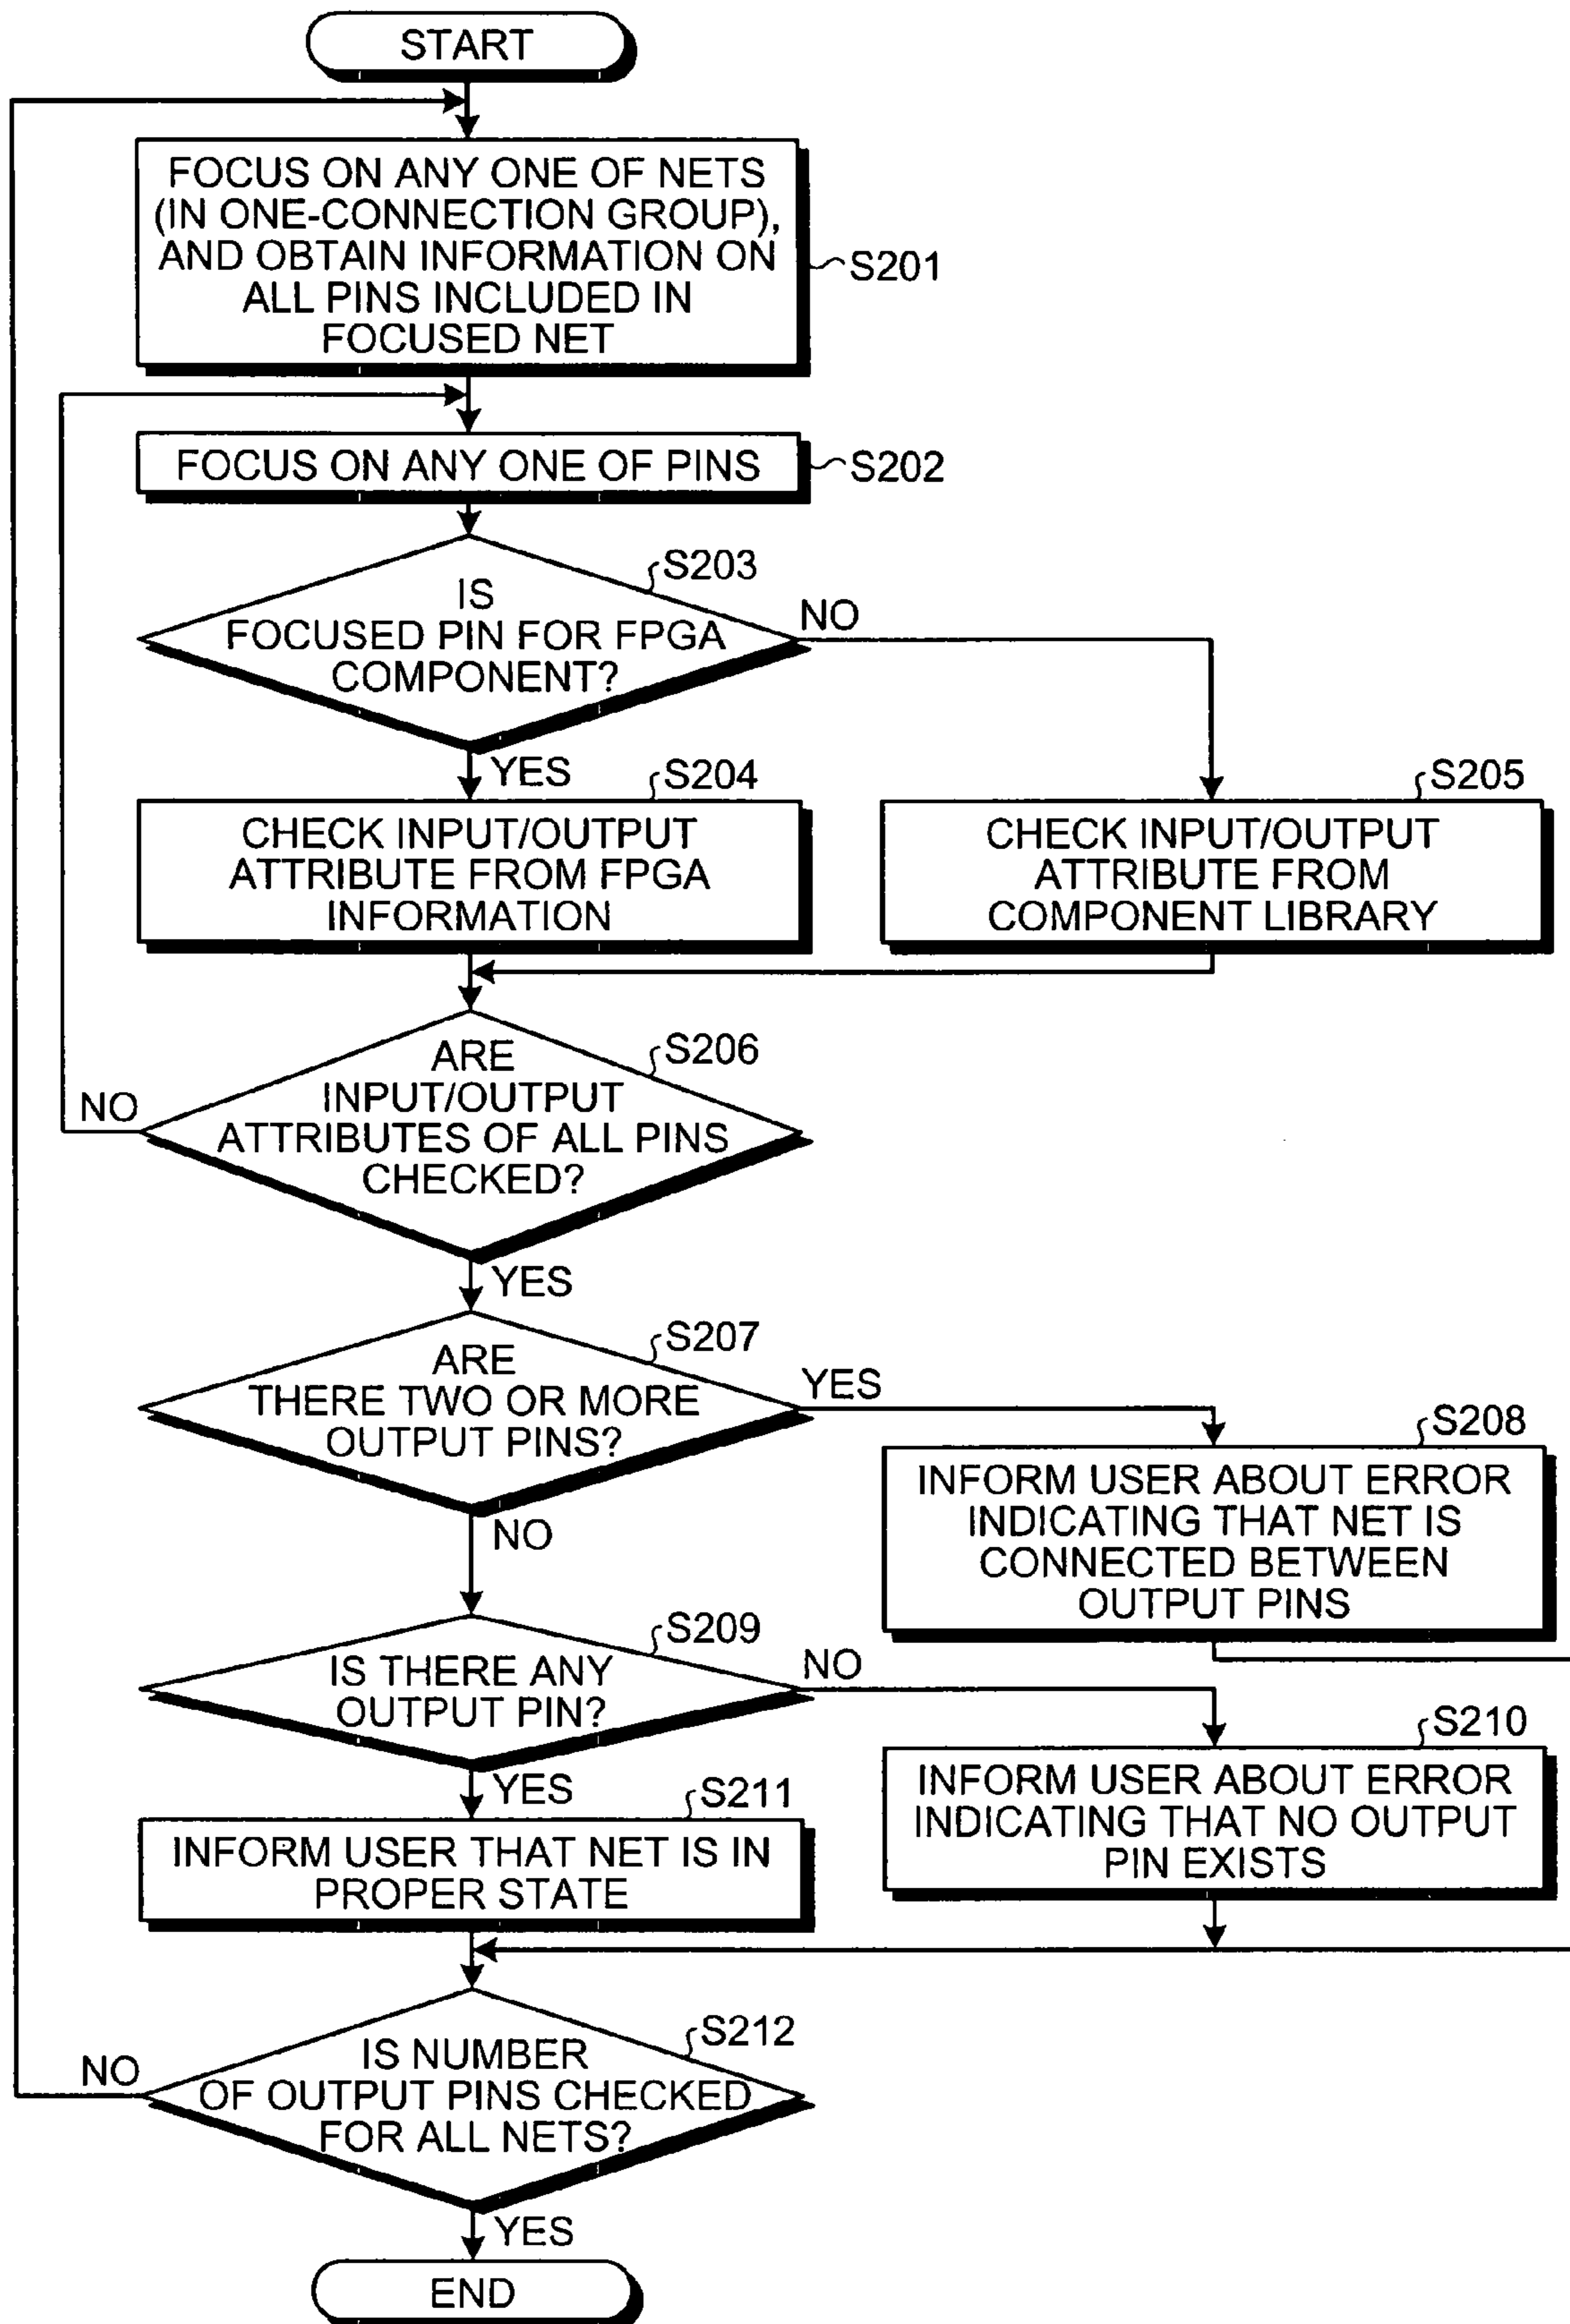 START
FOCUS ON ANY ONE OF NETS
(IN ONE-CONNECTION GROUP),
AND OBTAIN INFORMATION ON
ALL PINS INCLUDED IN
FOCUSED NET
S201
FOCUS ON ANY ONE OF PINS
S202
S203
IS
FOCUSED PIN FOR FPGA
COMPONENT?
NO
YES
S204
CHECK INPUT/OUTPUT
ATTRIBUTE FROM FPGA
INFORMATION
S205
CHECK INPUT/OUTPUT
ATTRIBUTE FROM
COMPONENT LIBRARY
S206
ARE
INPUT/OUTPUT
ATTRIBUTES OF ALL PINS
CHECKED?
NO
YES
S207
ARE
THERE TWO OR MORE
OUTPUT PINS?
YES
NO
S208
INFORM USER ABOUT ERROR
INDICATING THAT NET IS
CONNECTED BETWEEN
OUTPUT PINS
S209
IS THERE ANY
OUTPUT PIN?
NO
YES
S210
INFORM USER ABOUT ERROR
INDICATING THAT NO OUTPUT
PIN EXISTS
S211
INFORM USER THAT NET IS IN
PROPER STATE
S212
IS NUMBER
OF OUTPUT PINS CHECKED
FOR ALL NETS?
NO
YES
END